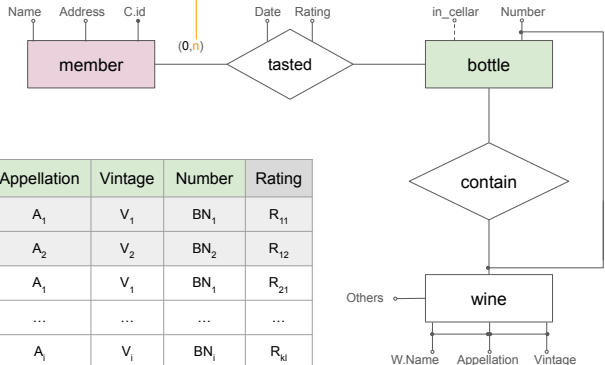 Name Address C.id Date Rating in_cellar Number
(0,n)
member tasted bottle
contain
Appellation Vintage Number Rating
A1 V1 BN1 R11
A2 V2 BN2 R12
A1 V1 BN1 R21
... ... ... ...
Ai Vi BNi Rkl
Others wine
W.Name Appellation Vintage